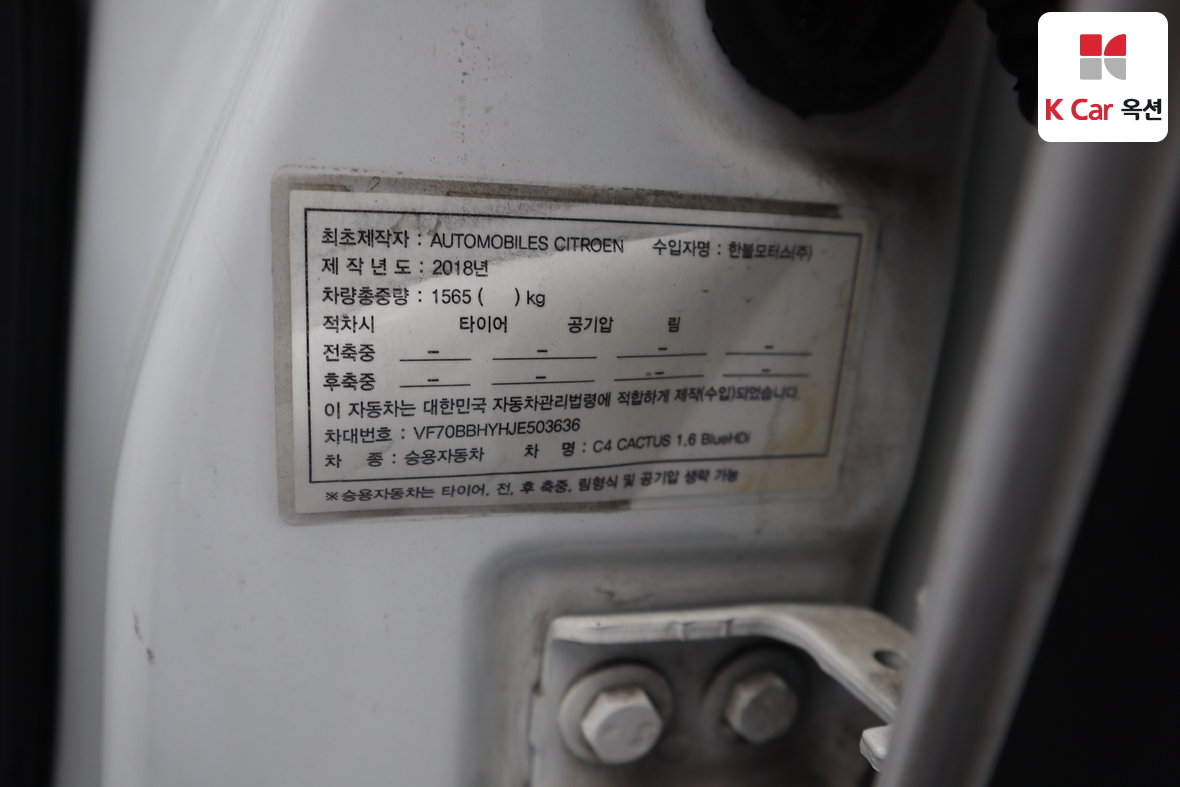 K Car 옥션
최초제작자 : AUTOMOBILES CITROEN 수입자명 : 한불모터스(주)
제 작 년 도 : 2018년
차량총중량 : 1565 ( ) kg
적차시 타이어 공기압 림
전축중 - - - -
후축중 - - - -
이 자동차는 대한민국 자동차관리법령에 적합하게 제작(수입)되었습니다.
차대번호 : VF70BBHYHJE503636
차 종 : 승용자동차 차 명 : C4 CACTUS 1.6 BlueHDi
※승용자동차는 타이어, 전, 후 축중, 림형식 및 공기압 생략 가능